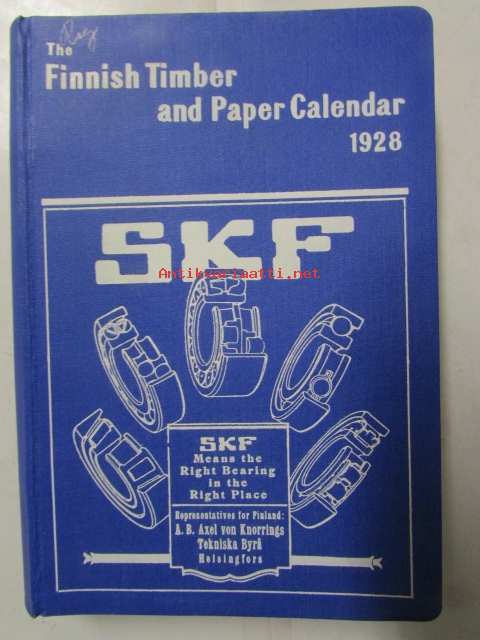 The
Finnish Timber
and Paper Calendar
1928
SKF
Antikvariaatti.net
SKF
Means the
Right Bearing
in the
Right Place
Representatives for Finland:
A. B. Axel von Knorrings
Tekniska Byrå
Helsingfors